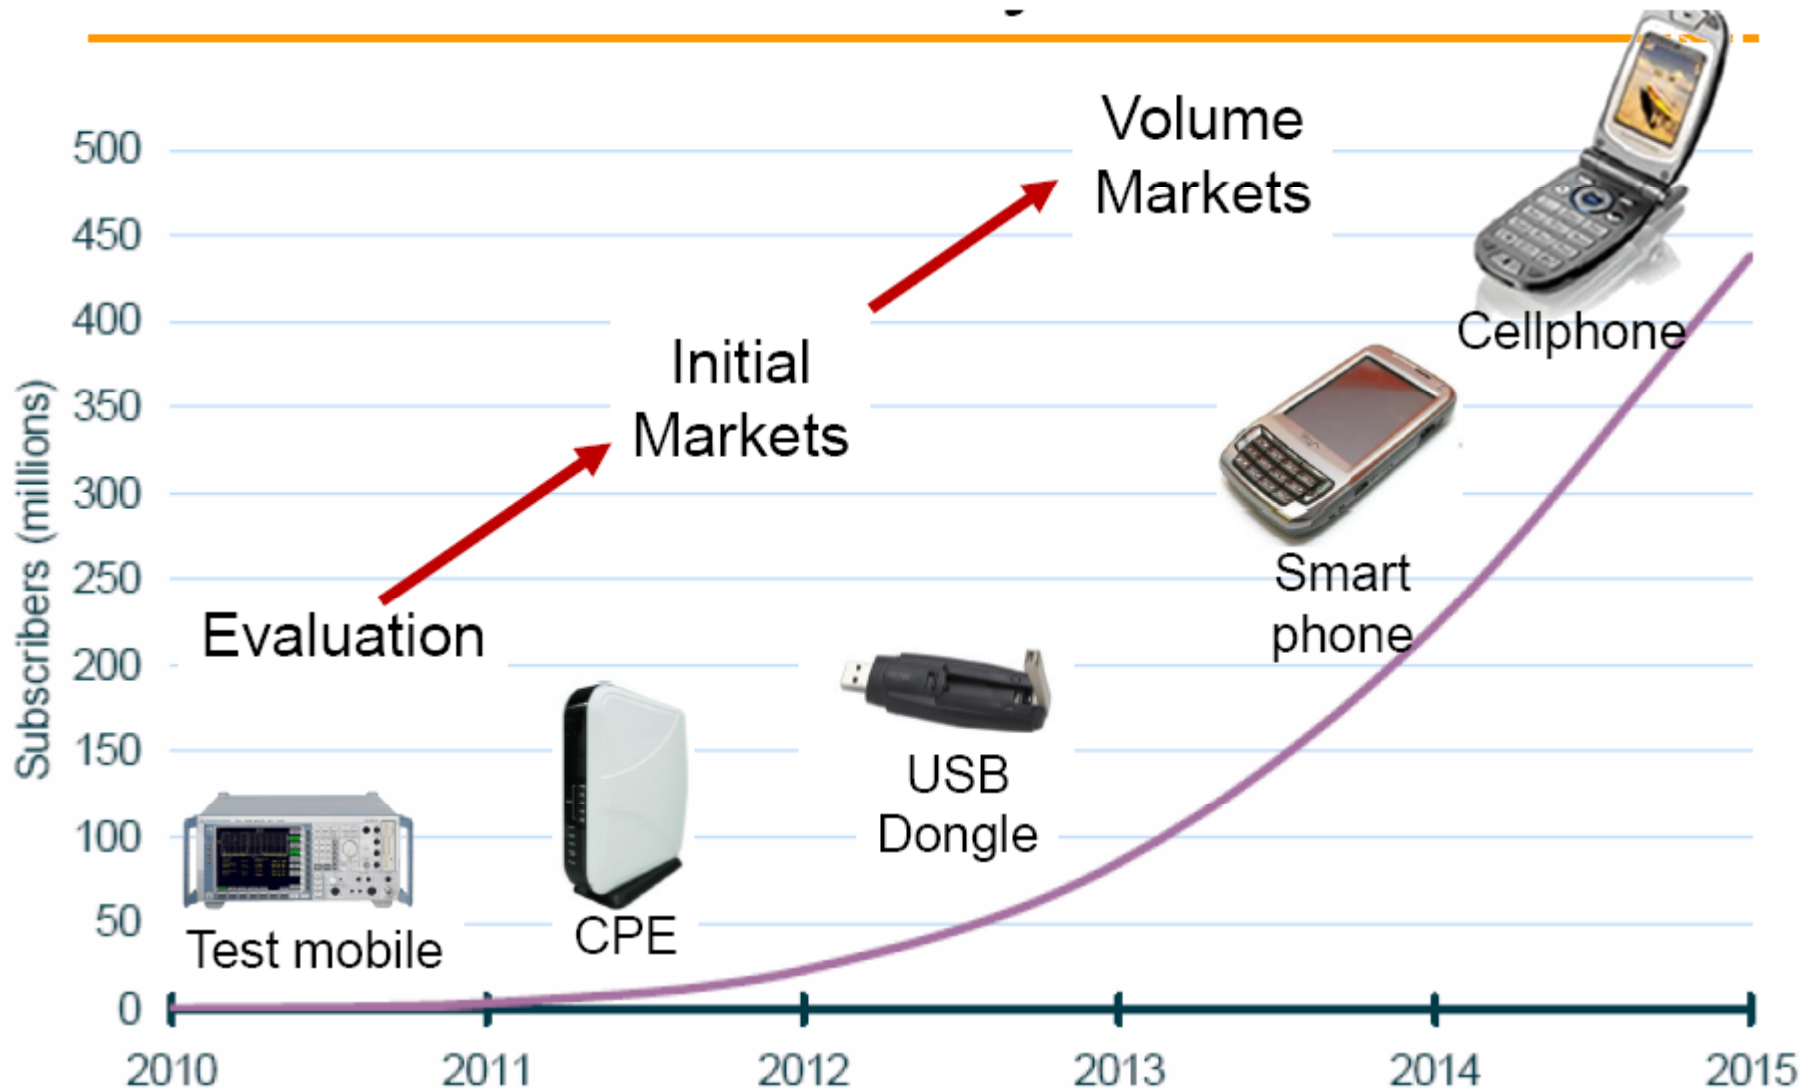 Volume
Markets
500
450
400
350
300
250
200
150
100
50
0
Subscribers (millions)
Initial
Markets
Cellphone
Evaluation
Smart
phone
USB
Dongle
Test mobile
CPE
2010
2011
2012
2013
2014
2015